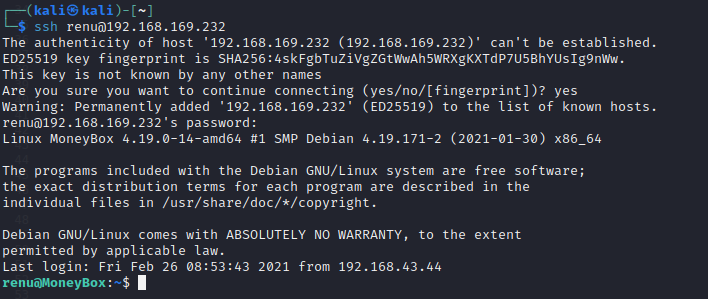 ┌──(kali㉿kali)-[~]
└─$ ssh renu@192.168.169.232
The authenticity of host '192.168.169.232 (192.168.169.232)' can't be established.
ED25519 key fingerprint is SHA256:4skFgbTuZiVgZGtWwAh5WRXgKXTdP7U5BhYUsIg9nWw.
This key is not known by any other names
Are you sure you want to continue connecting (yes/no/[fingerprint])? yes
Warning: Permanently added '192.168.169.232' (ED25519) to the list of known hosts.
renu@192.168.169.232's password:
Linux MoneyBox 4.19.0-14-amd64 #1 SMP Debian 4.19.171-2 (2021-01-30) x86_64

The programs included with the Debian GNU/Linux system are free software;
the exact distribution terms for each program are described in the
individual files in /usr/share/doc/*/copyright.

Debian GNU/Linux comes with ABSOLUTELY NO WARRANTY, to the extent
permitted by applicable law.
Last login: Fri Feb 26 08:53:43 2021 from 192.168.43.44
renu@MoneyBox:~$